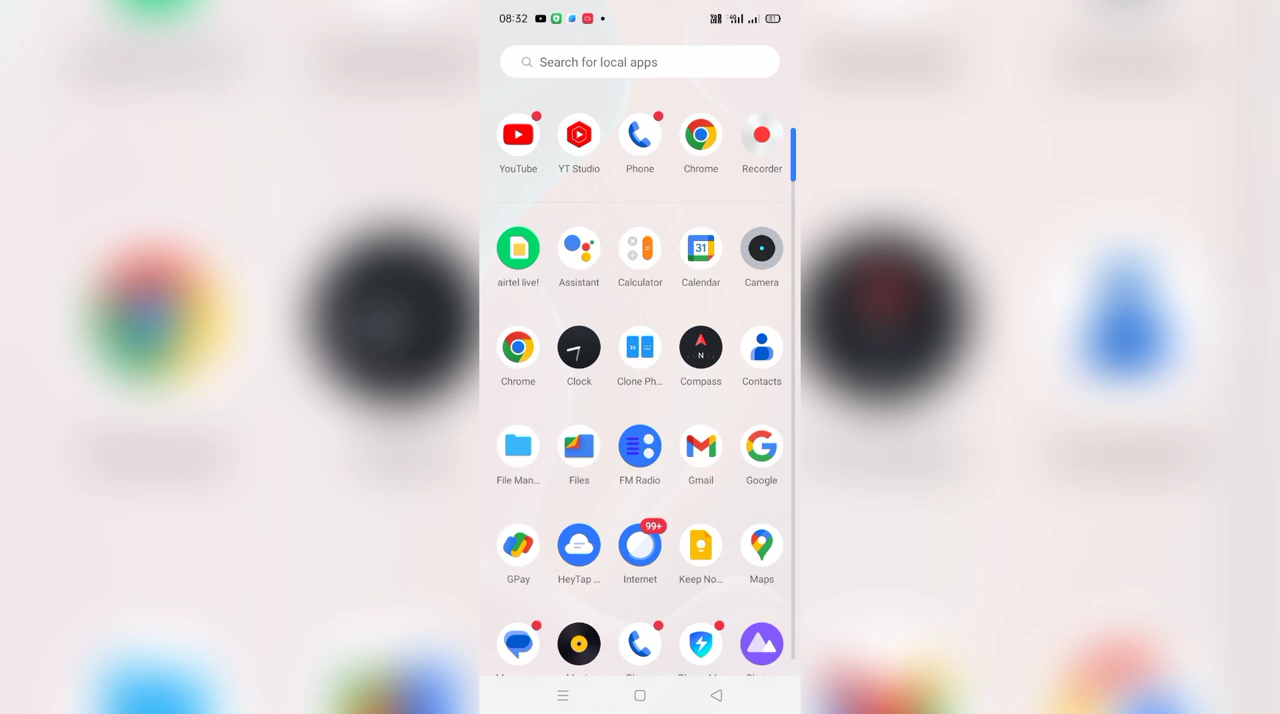 08:32
Search for local apps
YouTube YT Studio Phone Chrome Recorder
airtel live! Assistant Calculator Calendar Camera
31
Chrome Clock Clone Ph... Compass Contacts
N
File Man... Files FM Radio Gmail Google
99+
GPay HeyTap ... Internet Keep No... Maps